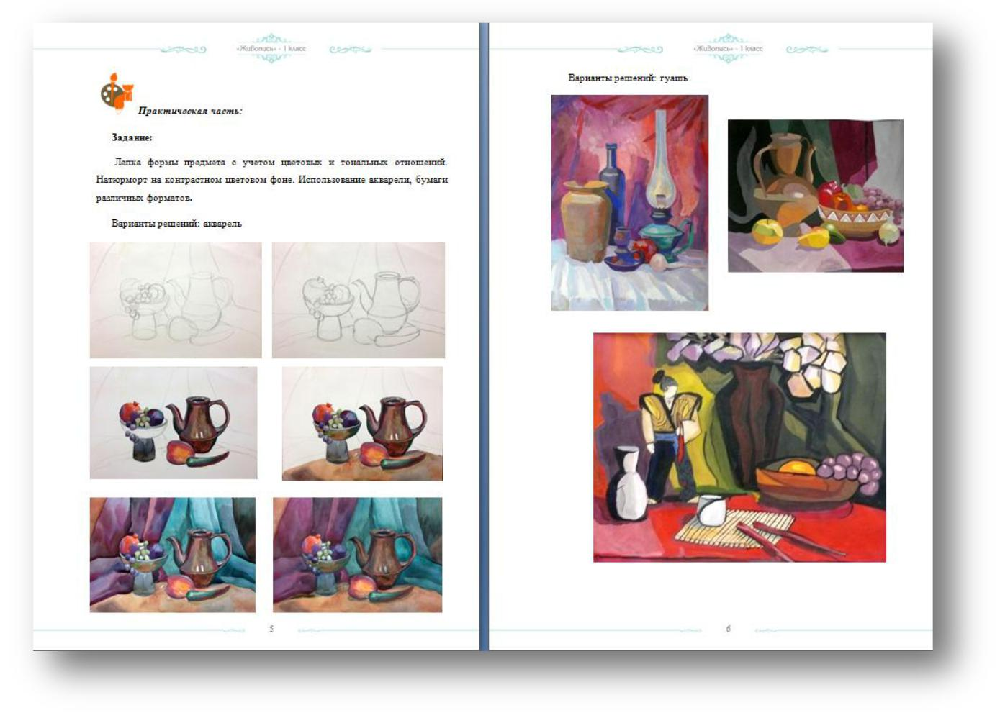 «Живопись» - 1 класс
Практическая часть:
Задание:
Лепка формы предмета с учетом цветовых и тональных отношений.
Натюрморт на контрастном цветовом фоне. Использование акварели, бумаги
различных форматов.
Варианты решений: акварель
5
«Живопись» - 1 класс
Варианты решений: гуашь
6